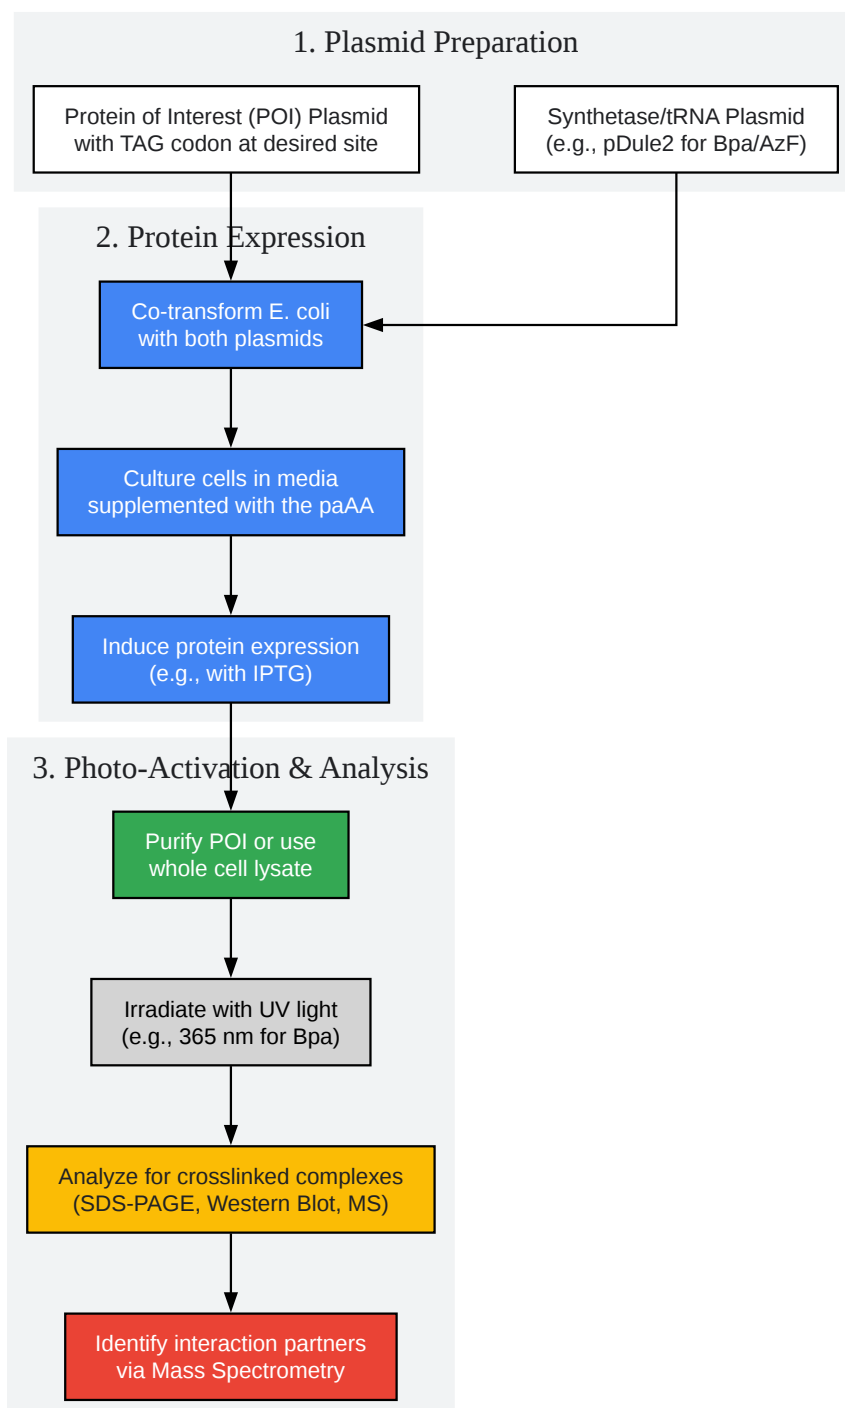 1. Plasmid Preparation
Protein of Interest (POI) Plasmid
with TAG codon at desired site
Synthetase/tRNA Plasmid
(e.g., pDule2 for Bpa/AzF)
2. Protein Expression
Co-transform E. coli
with both plasmids
Culture cells in media
supplemented with the paAA
Induce protein expression
(e.g., with IPTG)
3. Photo-Activation & Analysis
Purify POI or use
whole cell lysate
Irradiate with UV light
(e.g., 365 nm for Bpa)
Analyze for crosslinked complexes
(SDS-PAGE, Western Blot, MS)
Identify interaction partners
via Mass Spectrometry